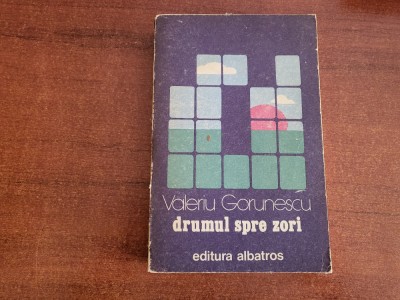 Valeriu Gorunescu
drumul spre zori
editura albatros